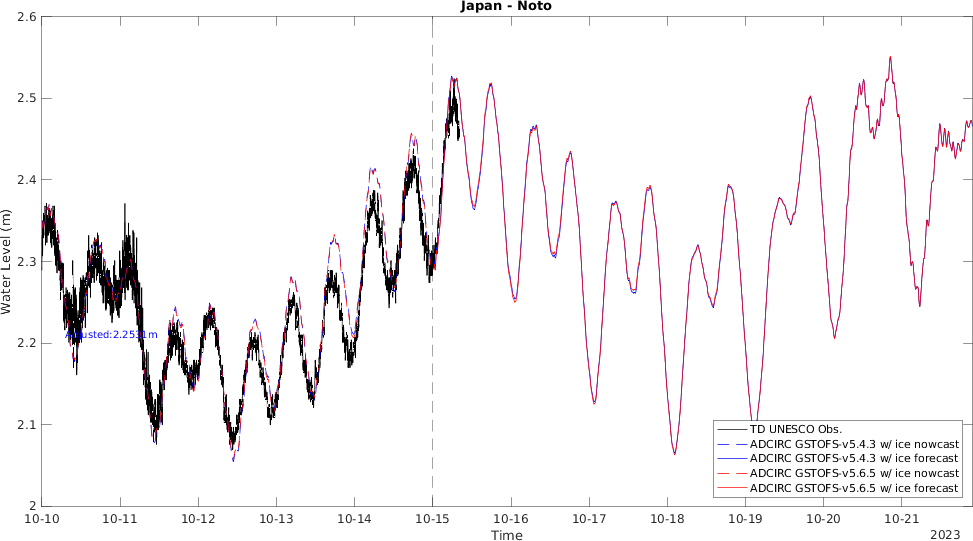 Japan - Noto
2.6
2.5
2.4
2.3
2.2
2.1
2
Water Level (m)
Adjusted:2.2531m
10-10 10-11 10-12 10-13 10-14 10-15 10-16 10-17 10-18 10-19 10-20 10-21
Time
2023
TD UNESCO Obs.
ADCIRC GSTOFS-v5.4.3 w/ ice nowcast
ADCIRC GSTOFS-v5.4.3 w/ ice forecast
ADCIRC GSTOFS-v5.6.5 w/ ice nowcast
ADCIRC GSTOFS-v5.6.5 w/ ice forecast